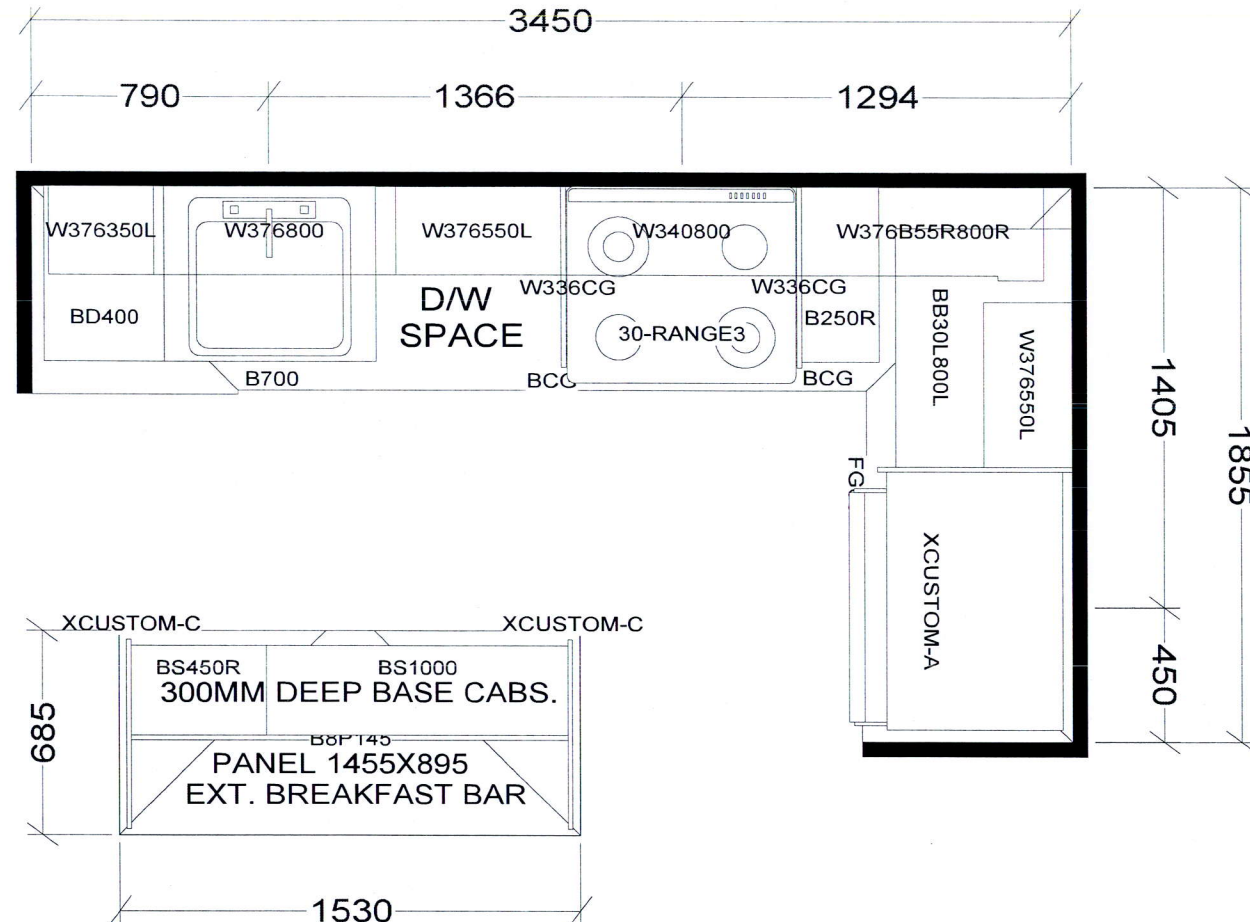 3450
790
1366
1294
W376350L
W376800
W376550L
W340800
W376B55R800R
W336CG
W336CG
BD400
D/W
SPACE
30-RANGE3
B250R
BB30L800L
W376550L
B700
BCG
BCG
FG
1405
1855
XCUSTOM-A
450
XCUSTOM-C
XCUSTOM-C
BS450R
BS1000
300MM DEEP BASE CABS.
985
PANEL 1455X895
EXT. BREAKFAST BAR
1530